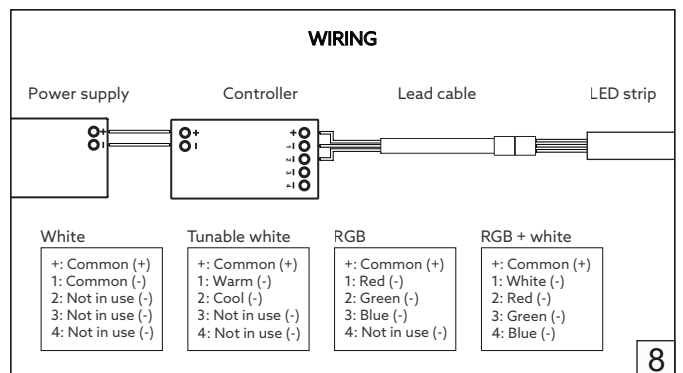 WIRING
Power supply
Controller
Lead cable
LED strip
+
-
+
-
+
1-
2-
3-
4-
White
+: Common (+)
1: Common (-)
2: Not in use (-)
3: Not in use (-)
4: Not in use (-)
Tunable white
+: Common (+)
1: Warm (-)
2: Cool (-)
3: Not in use (-)
4: Not in use (-)
RGB
+: Common (+)
1: Red (-)
2: Green (-)
3: Blue (-)
4: Not in use (-)
RGB + white
+: Common (+)
1: White (-)
2: Red (-)
3: Green (-)
4: Blue (-)
8